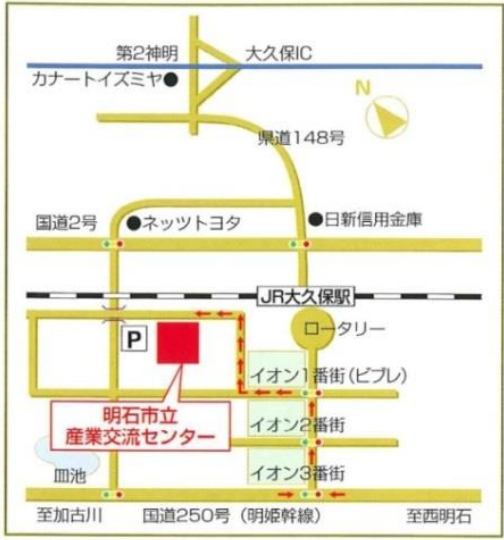 第2神明
大久保IC
カナートイズミヤ
N
県道148号
国道2号
ネッツトヨタ
日新信用金庫
JR大久保駅
P
ロータリー
イオン1番街(ビブレ)
明石市立
産業交流センター
イオン2番街
皿池
イオン3番街
至加古川
国道250号(明姫幹線)
至西明石